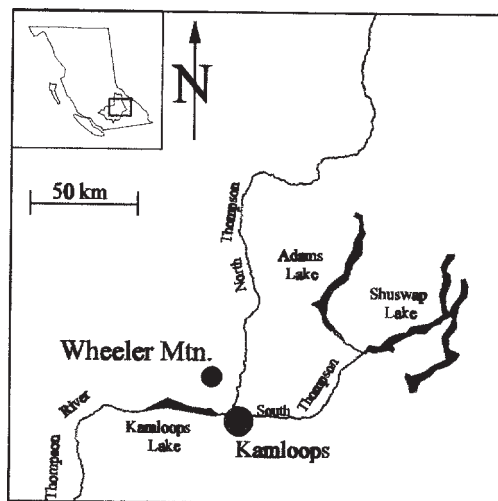 N
50 km
North Thompson
Adams
Lake
Shuswap
Lake
Wheeler Mtn.
South Thompson
Thompson River
Kamloops
Lake
Kamloops